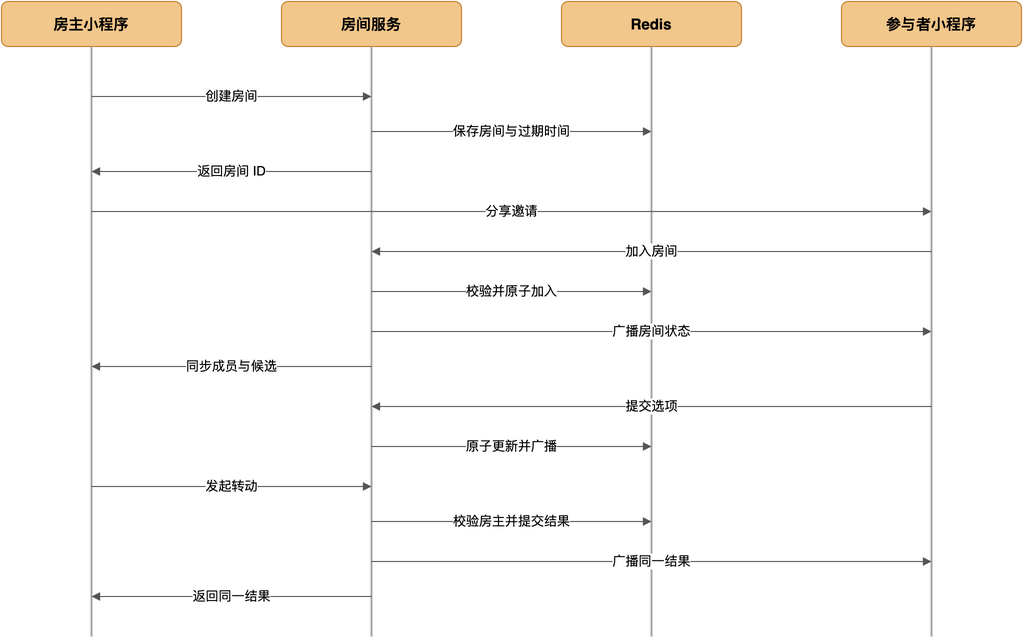 房主小程序
房间服务
Redis
参与者小程序
创建房间
保存房间与过期时间
返回房间 ID
分享邀请
加入房间
校验并原子加入
广播房间状态
同步成员与候选
提交选项
原子更新并广播
发起转动
校验房主并提交结果
广播同一结果
返回同一结果